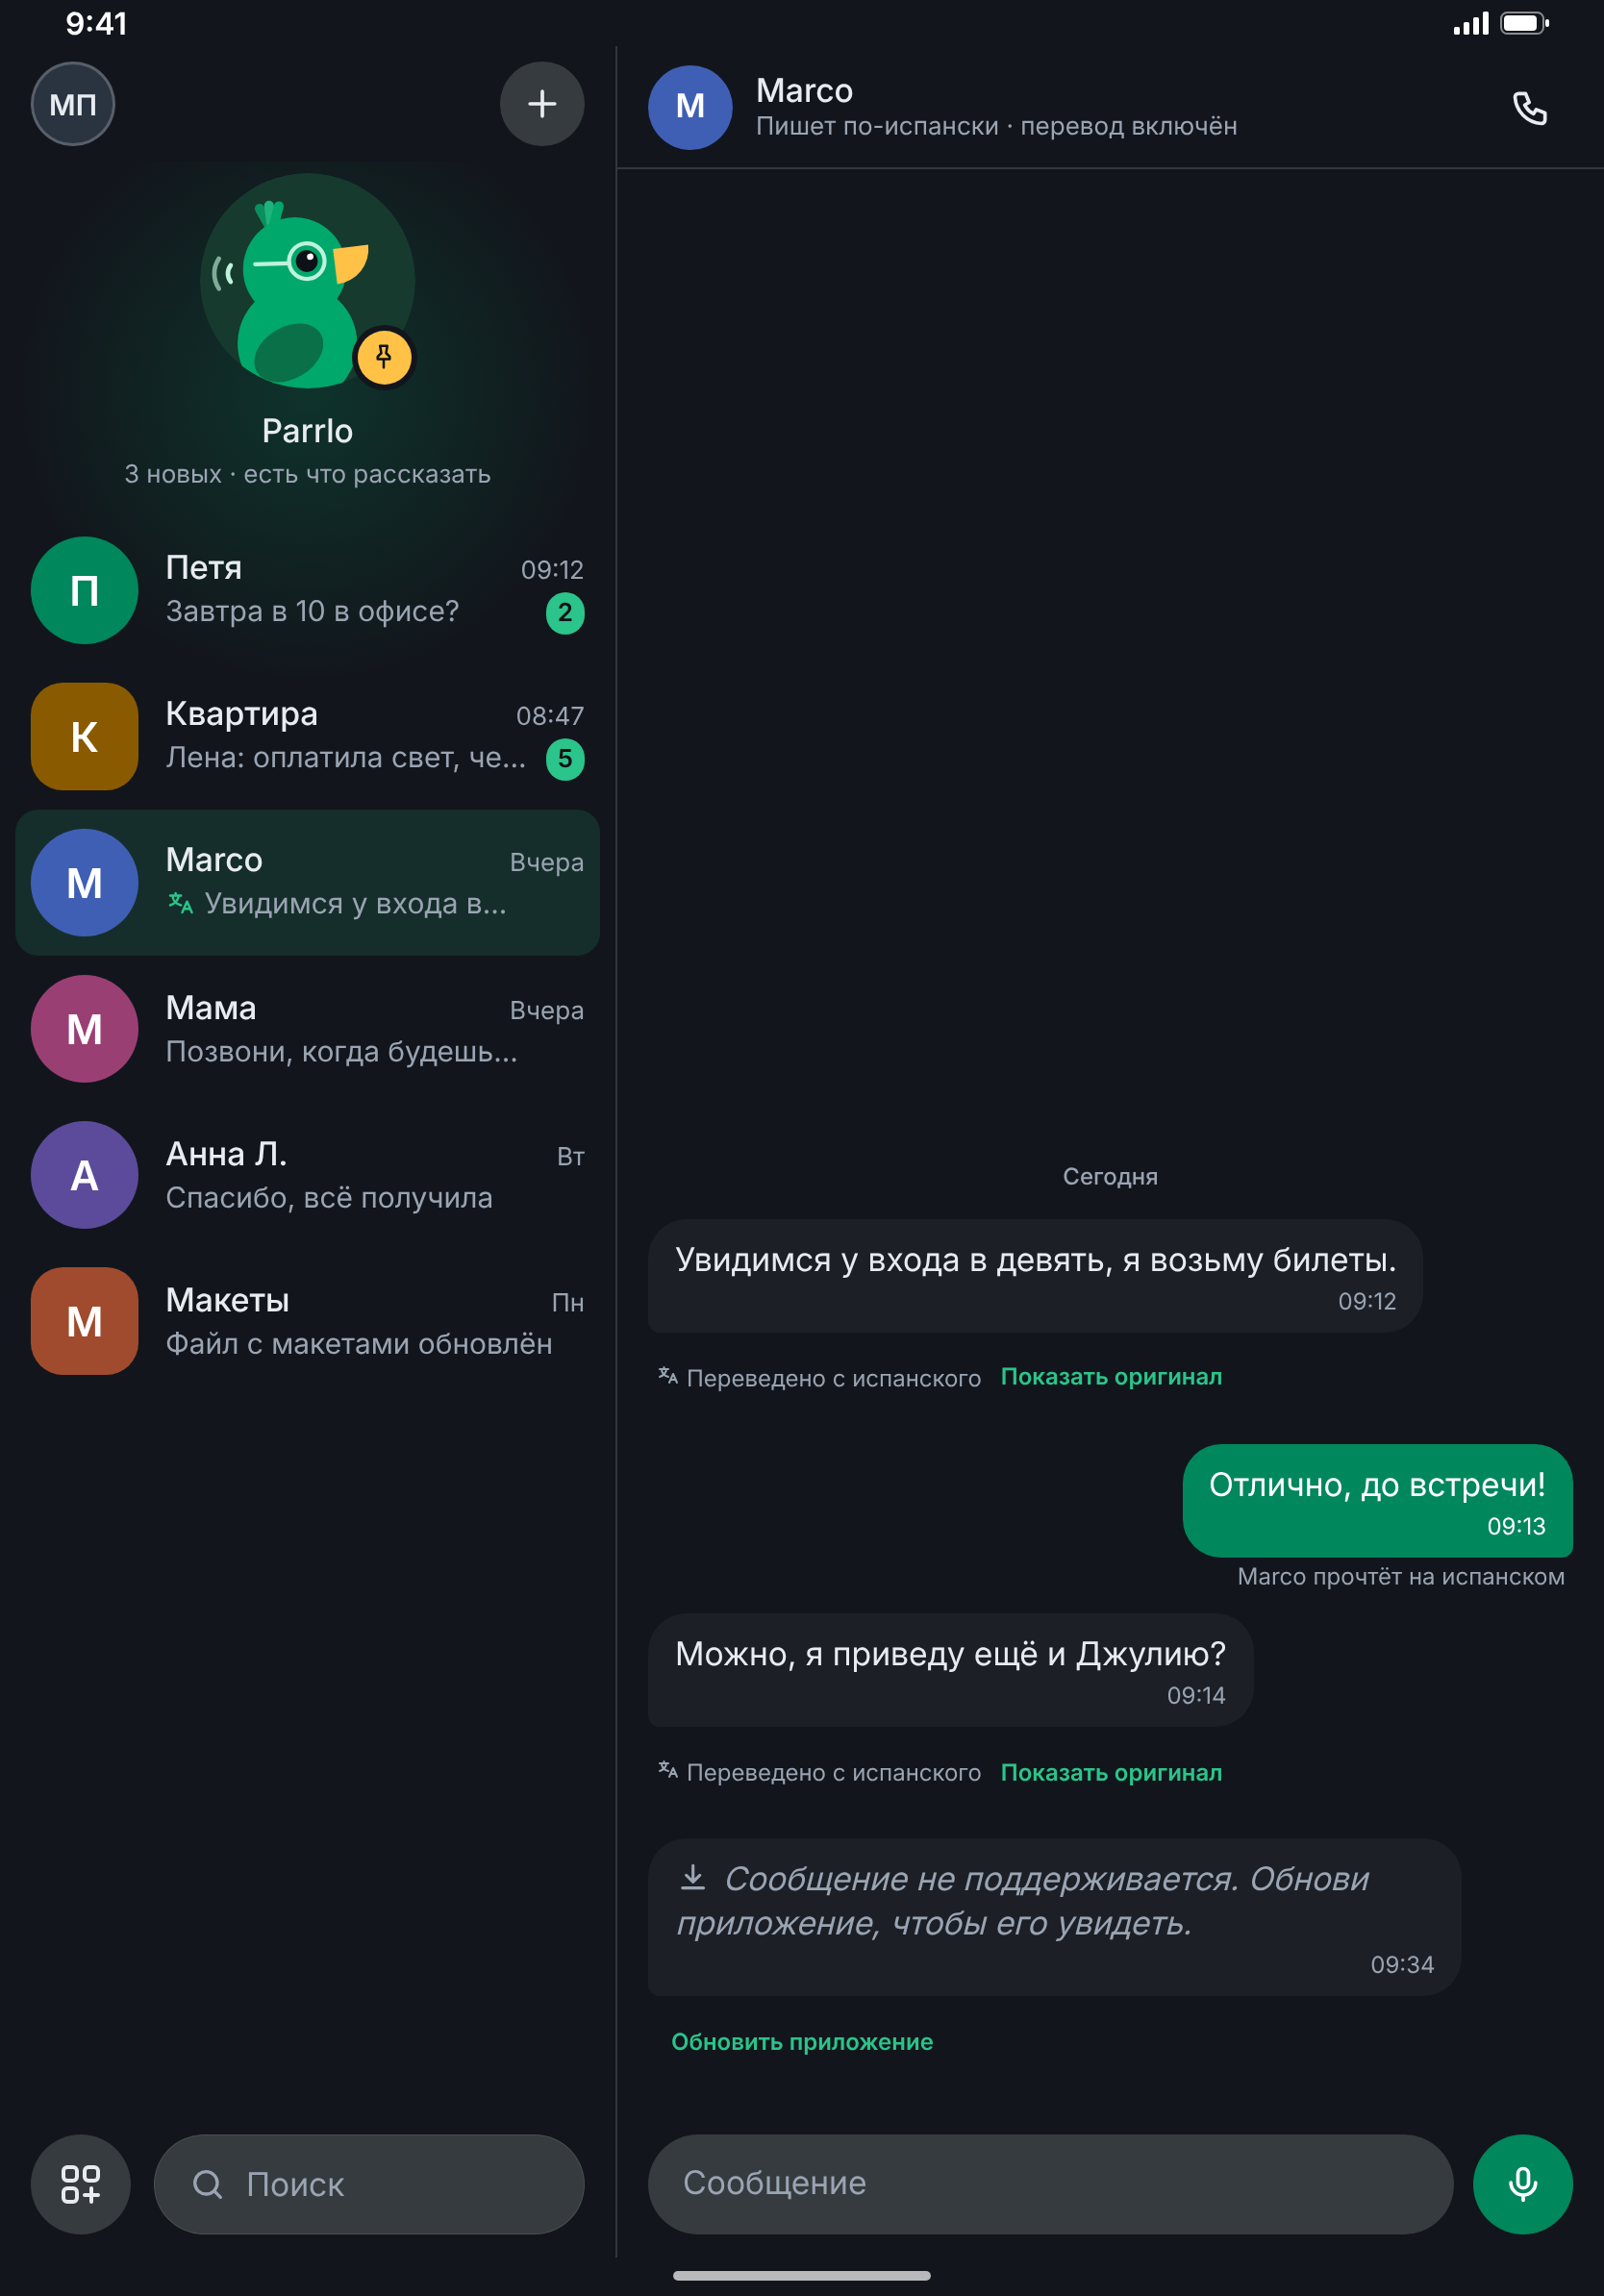 9:41
МП
Parrlo
3 новых · есть что рассказать
П
Петя
09:12
Завтра в 10 в офисе?
2
К
Квартира
08:47
Лена: оплатила свет, че...
5
M
Marco
Вчера
Увидимся у входа в...
М
Мама
Вчера
Позвони, когда будешь...
А
Анна Л.
Вт
Спасибо, всё получила
М
Макеты
Пн
Файл с макетами обновлён
Поиск
M
Marco
Пишет по-испански · перевод включён
Сегодня
Увидимся у входа в девять, я возьму билеты.
09:12
Переведено с испанского Показать оригинал
Отлично, до встречи!
09:13
Marco прочтёт на испанском
Можно, я приведу ещё и Джулию?
09:14
Переведено с испанского Показать оригинал
Сообщение не поддерживается. Обнови
приложение, чтобы его увидеть.
09:34
Обновить приложение
Сообщение